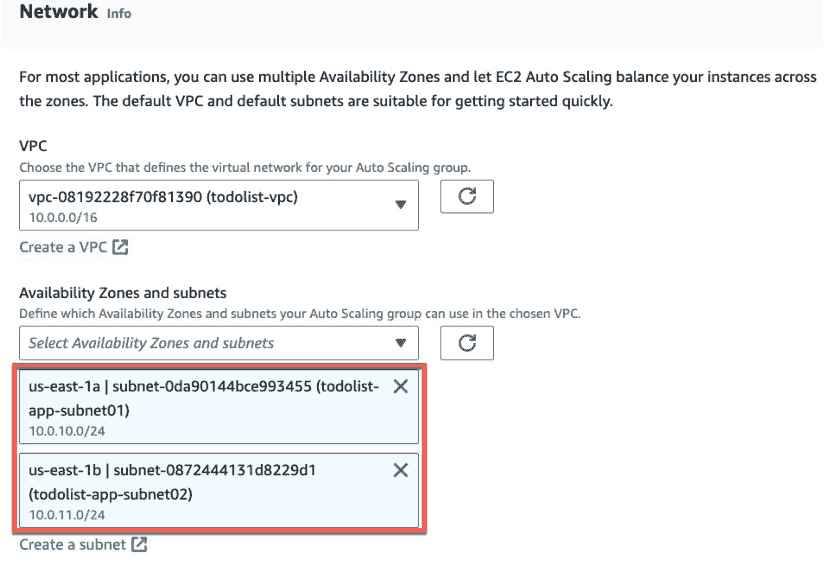 Network Info
For most applications, you can use multiple Availability Zones and let EC2 Auto Scaling balance your instances across
the zones. The default VPC and default subnets are suitable for getting started quickly.
VPC
Choose the VPC that defines the virtual network for your Auto Scaling group.
vpc-08192228f70f81390 (todolist-vpc)
10.0.0.0/16
Create a VPC
Availability Zones and subnets
Define which Availability Zones and subnets your Auto Scaling group can use in the chosen VPC.
Select Availability Zones and subnets
us-east-1a | subnet-0da90144bce993455 (todolist-
app-subnet01)
10.0.10.0/24
us-east-1b | subnet-0872444131d8229d1
(todolist-app-subnet02)
10.0.11.0/24
Create a subnet